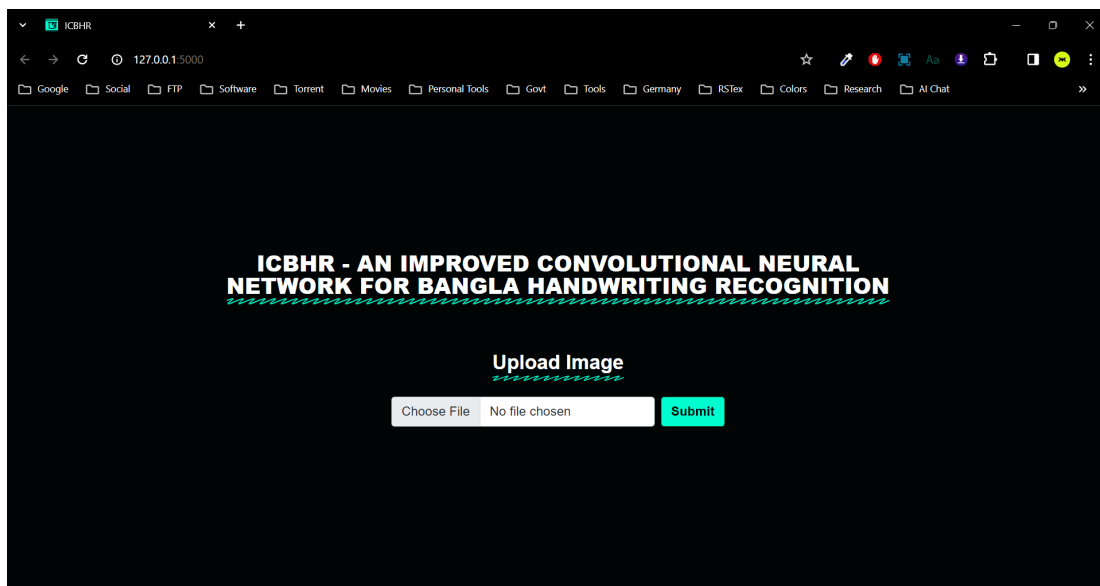 ICBHR
127.0.0.1:5000
Aa
Google Social FTP Software Torrent Movies Personal Tools Govt Tools Germany RSTex Colors Research AI Chat
ICBHR - AN IMPROVED CONVOLUTIONAL NEURAL
NETWORK FOR BANGLA HANDWRITING RECOGNITION
Upload Image
Choose File No file chosen Submit